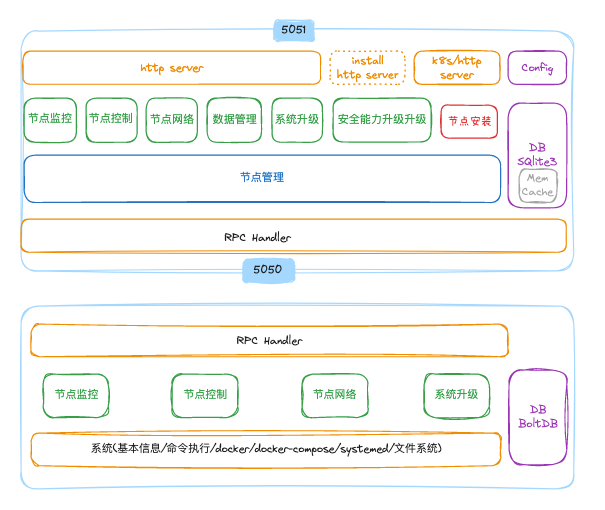 5051
http server
install
http server
k8s/http
server
Config
节点监控
节点控制
节点网络
数据管理
系统升级
安全能力升级升级
节点安装
DB
SQlite3
Mem
Cache
节点管理
RPC Handler
5050
RPC Handler
节点监控
节点控制
节点网络
系统升级
DB
BoltDB
系统(基本信息/命令执行/docker/docker-compose/systemed/文件系统)